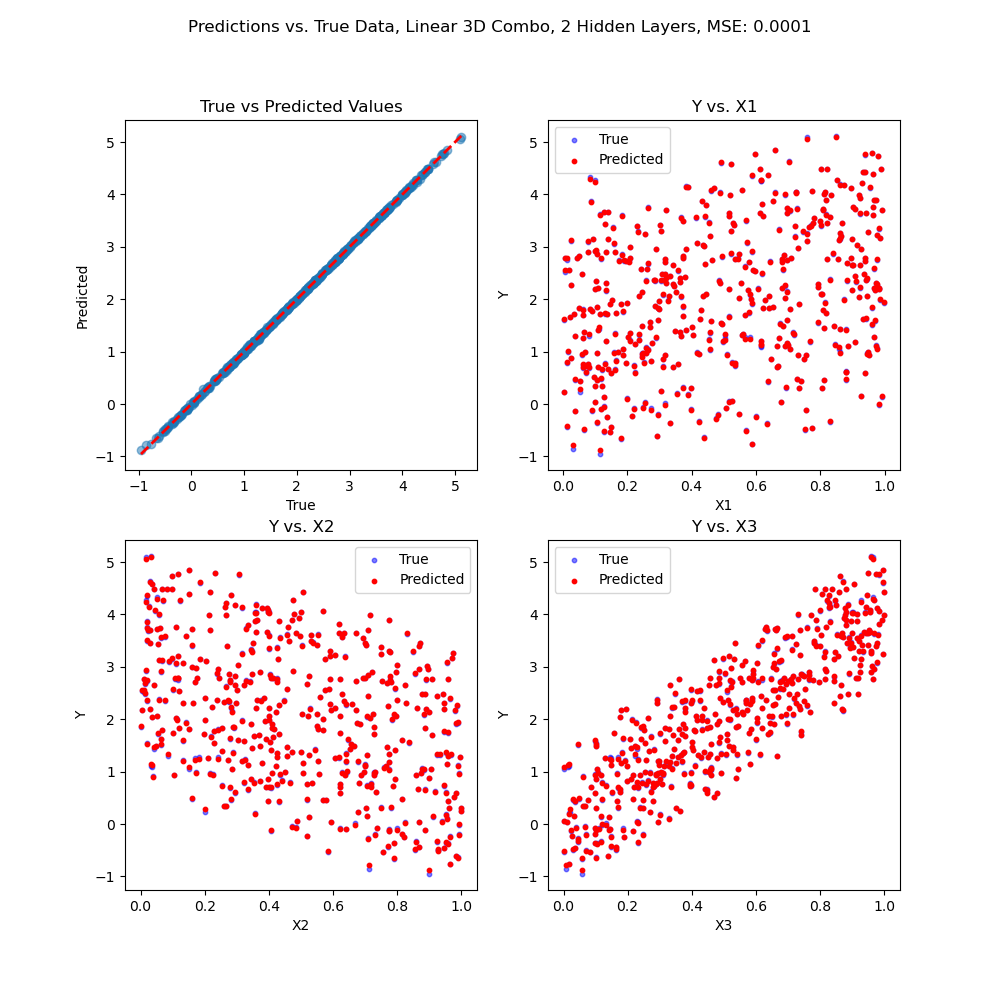 Predictions vs. True Data, Linear 3D Combo, 2 Hidden Layers, MSE: 0.0001
True vs Predicted Values
Predicted
5
4
3
2
1
0
−1
−1 0 1 2 3 4 5
True
Y vs. X1
True
Predicted
Y
5
4
3
2
1
0
−1
0.0 0.2 0.4 0.6 0.8 1.0
X1
Y vs. X2
True
Predicted
Y
5
4
3
2
1
0
−1
0.0 0.2 0.4 0.6 0.8 1.0
X2
Y vs. X3
True
Predicted
Y
5
4
3
2
1
0
−1
0.0 0.2 0.4 0.6 0.8 1.0
X3